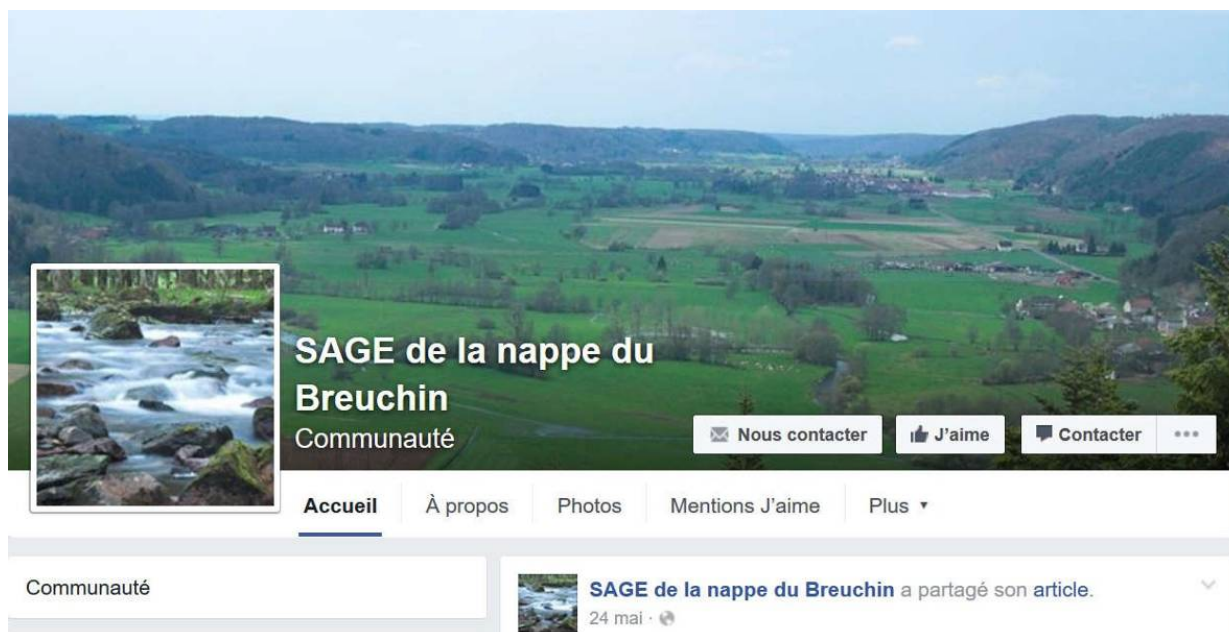 SAGE de la nappe du
Breuchin
Communauté
Nous contacter
J'aime
Contacter
Accueil
À propos
Photos
Mentions J'aime
Plus
Communauté
SAGE de la nappe du Breuchin a partagé son article.
24 mai ·